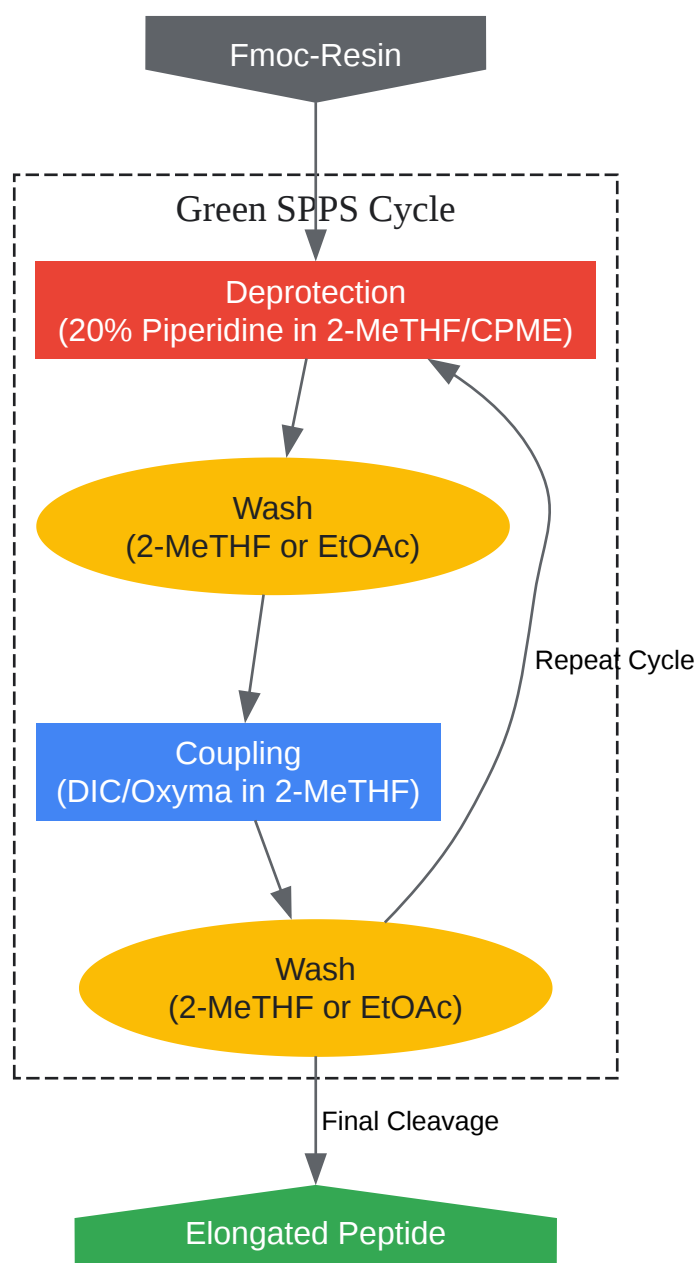 Fmoc-Resin
Green SPPS Cycle
Deprotection
(20% Piperidine in 2-MeTHF/CPME)
Wash
(2-MeTHF or EtOAc)
Repeat Cycle
Coupling
(DIC/Oxyma in 2-MeTHF)
Wash
(2-MeTHF or EtOAc)
Final Cleavage
Elongated Peptide